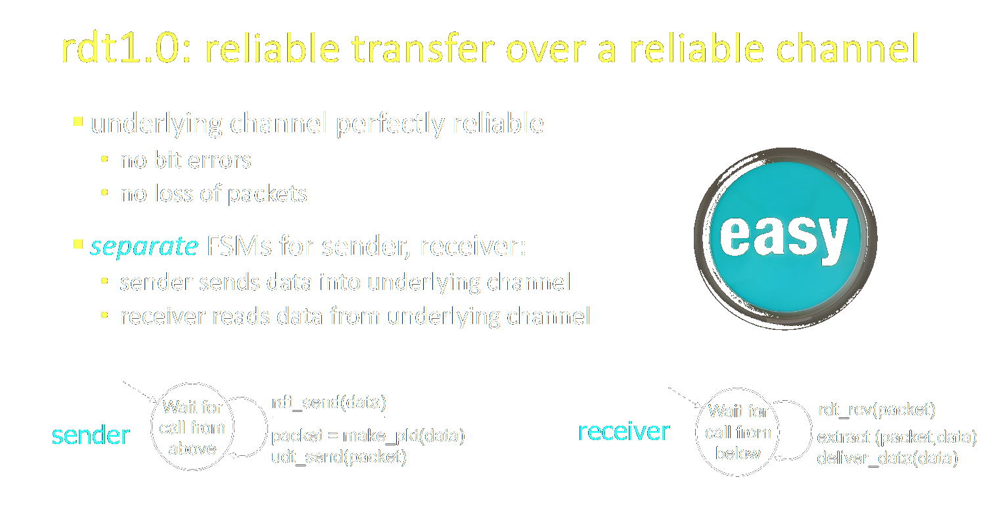 rdt1.0: reliable transfer over a reliable channel
▪ underlying channel perfectly reliable
• no bit errors
• no loss of packets
▪ separate FSMs for sender, receiver:
• sender sends data into underlying channel
• receiver reads data from underlying channel
easy
sender
Wait for
call from
above
rdt_send(data)
packet = make_pkt(data)
udt_send(packet)
receiver
Wait for
call from
below
rdt_rcv(packet)
extract (packet,data)
deliver_data(data)